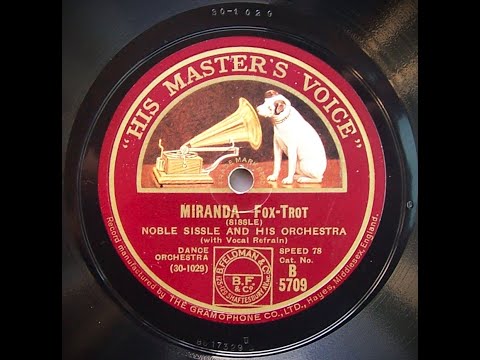 30-1029
"HIS MASTER'S VOICE"
MIRANDA—FOX-TROT
(SISSLE)
NOBLE SISSLE AND HIS ORCHESTRA
(with Vocal Refrain)
DANCE
ORCHESTRA
(30-1029)
SPEED 78
Cat. No.
B
5709
B. FELDMAN & Co.
B.F.
& Co.
Record manufactured by THE GRAMOPHONE CO., LTD., Hayes, Middlesex, England.